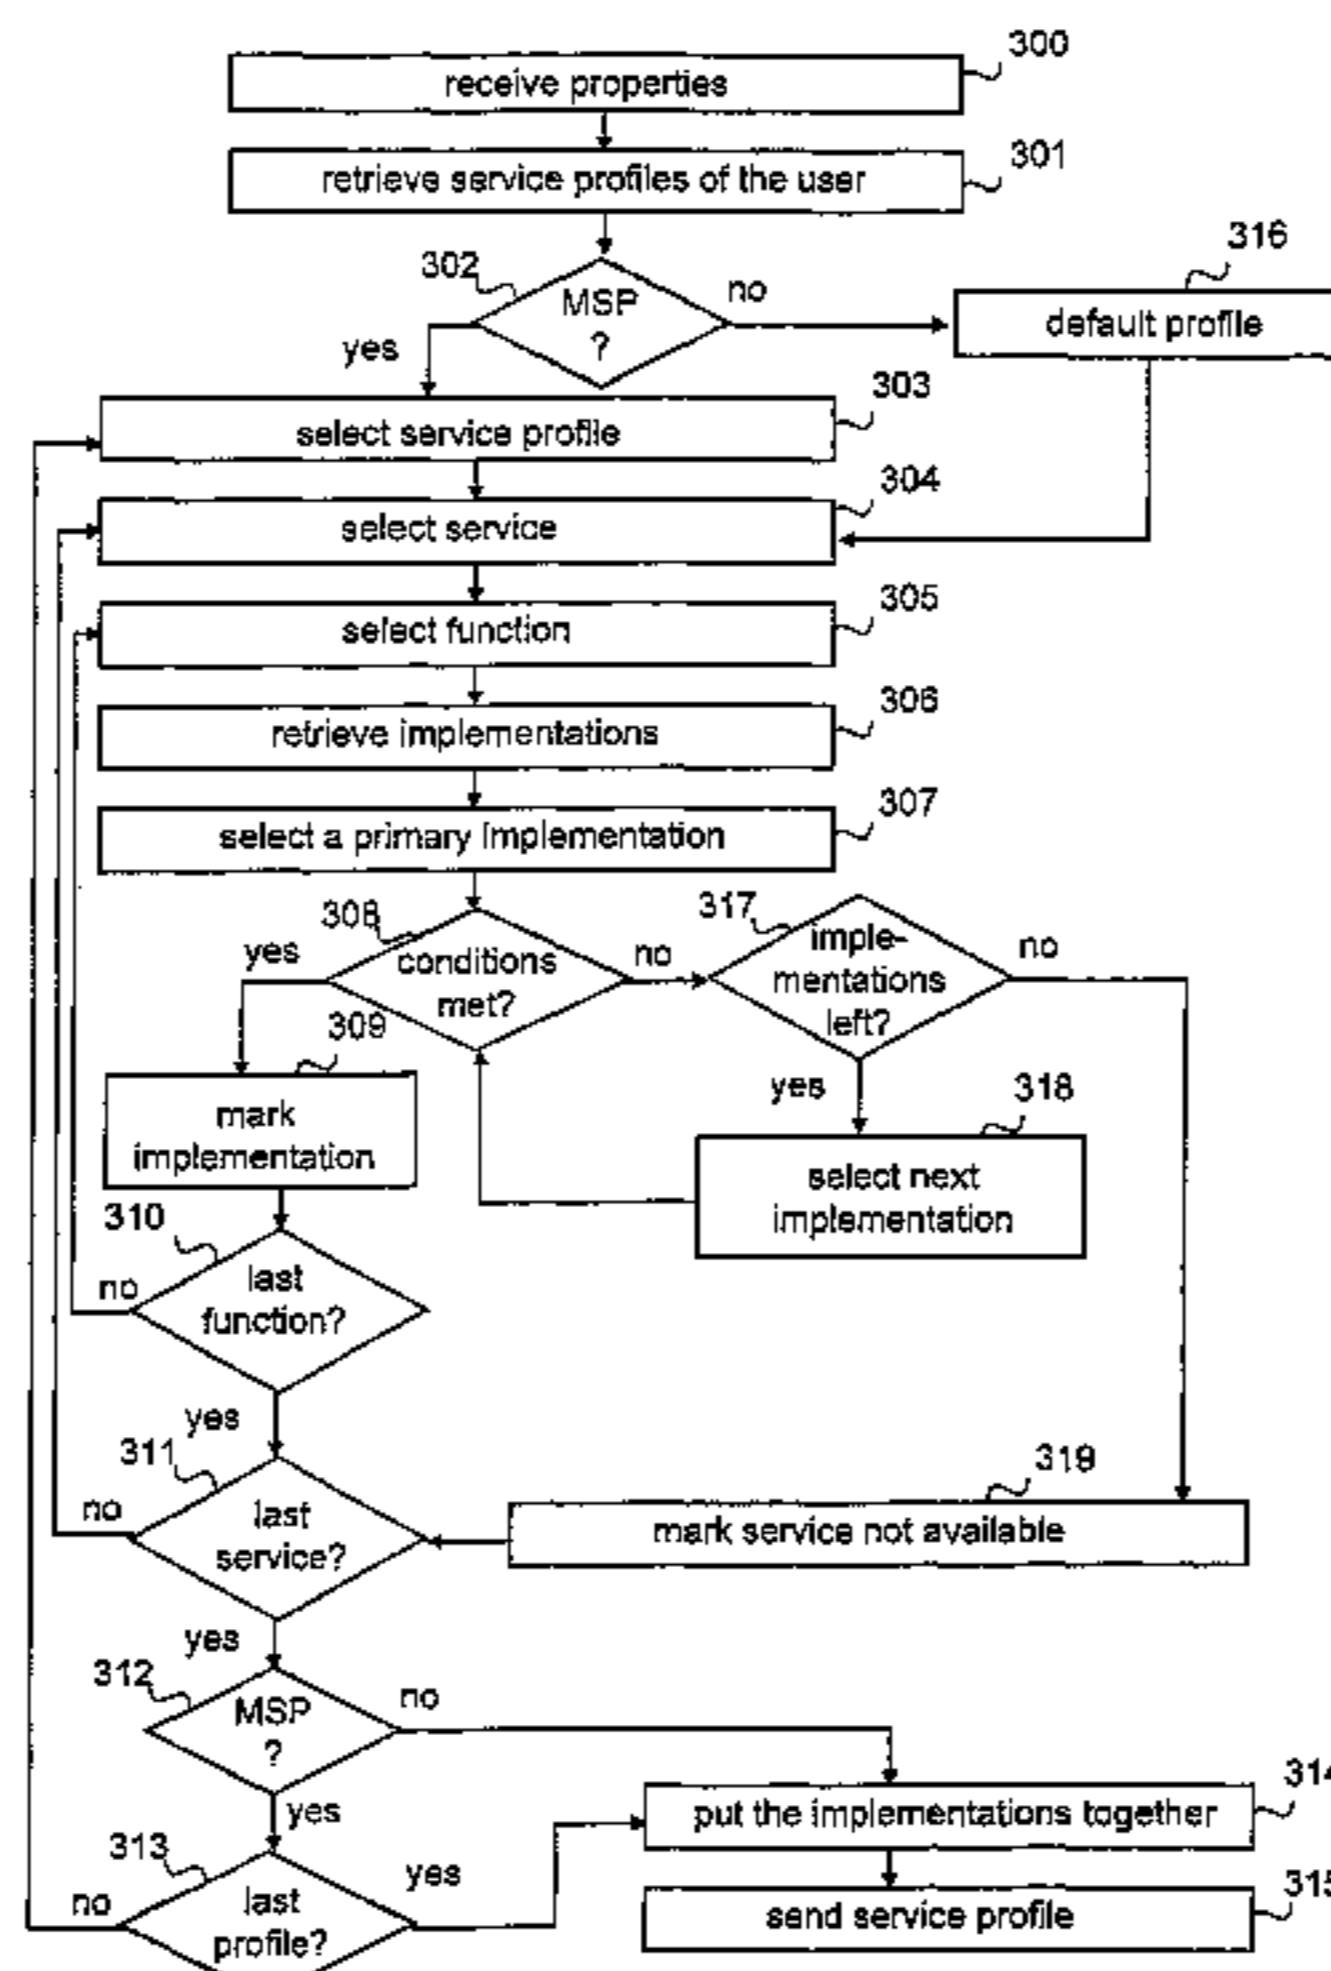 300
receive properties
301
retrieve service profiles of the user
302
MSP
?
no
yes
316
default profile
303
select service profile
304
select service
305
select function
306
retrieve implementations
307
select a primary implementation
308
yes
conditions
met?
no
317
imple-
mentations
left?
no
yes
309
mark
implementation
318
select next
implementation
310
last
function?
no
yes
311
last
service?
no
319
mark service not available
yes
312
MSP
?
no
yes
314
put the implementations together
313
last
profile?
no
yes
315
send service profile